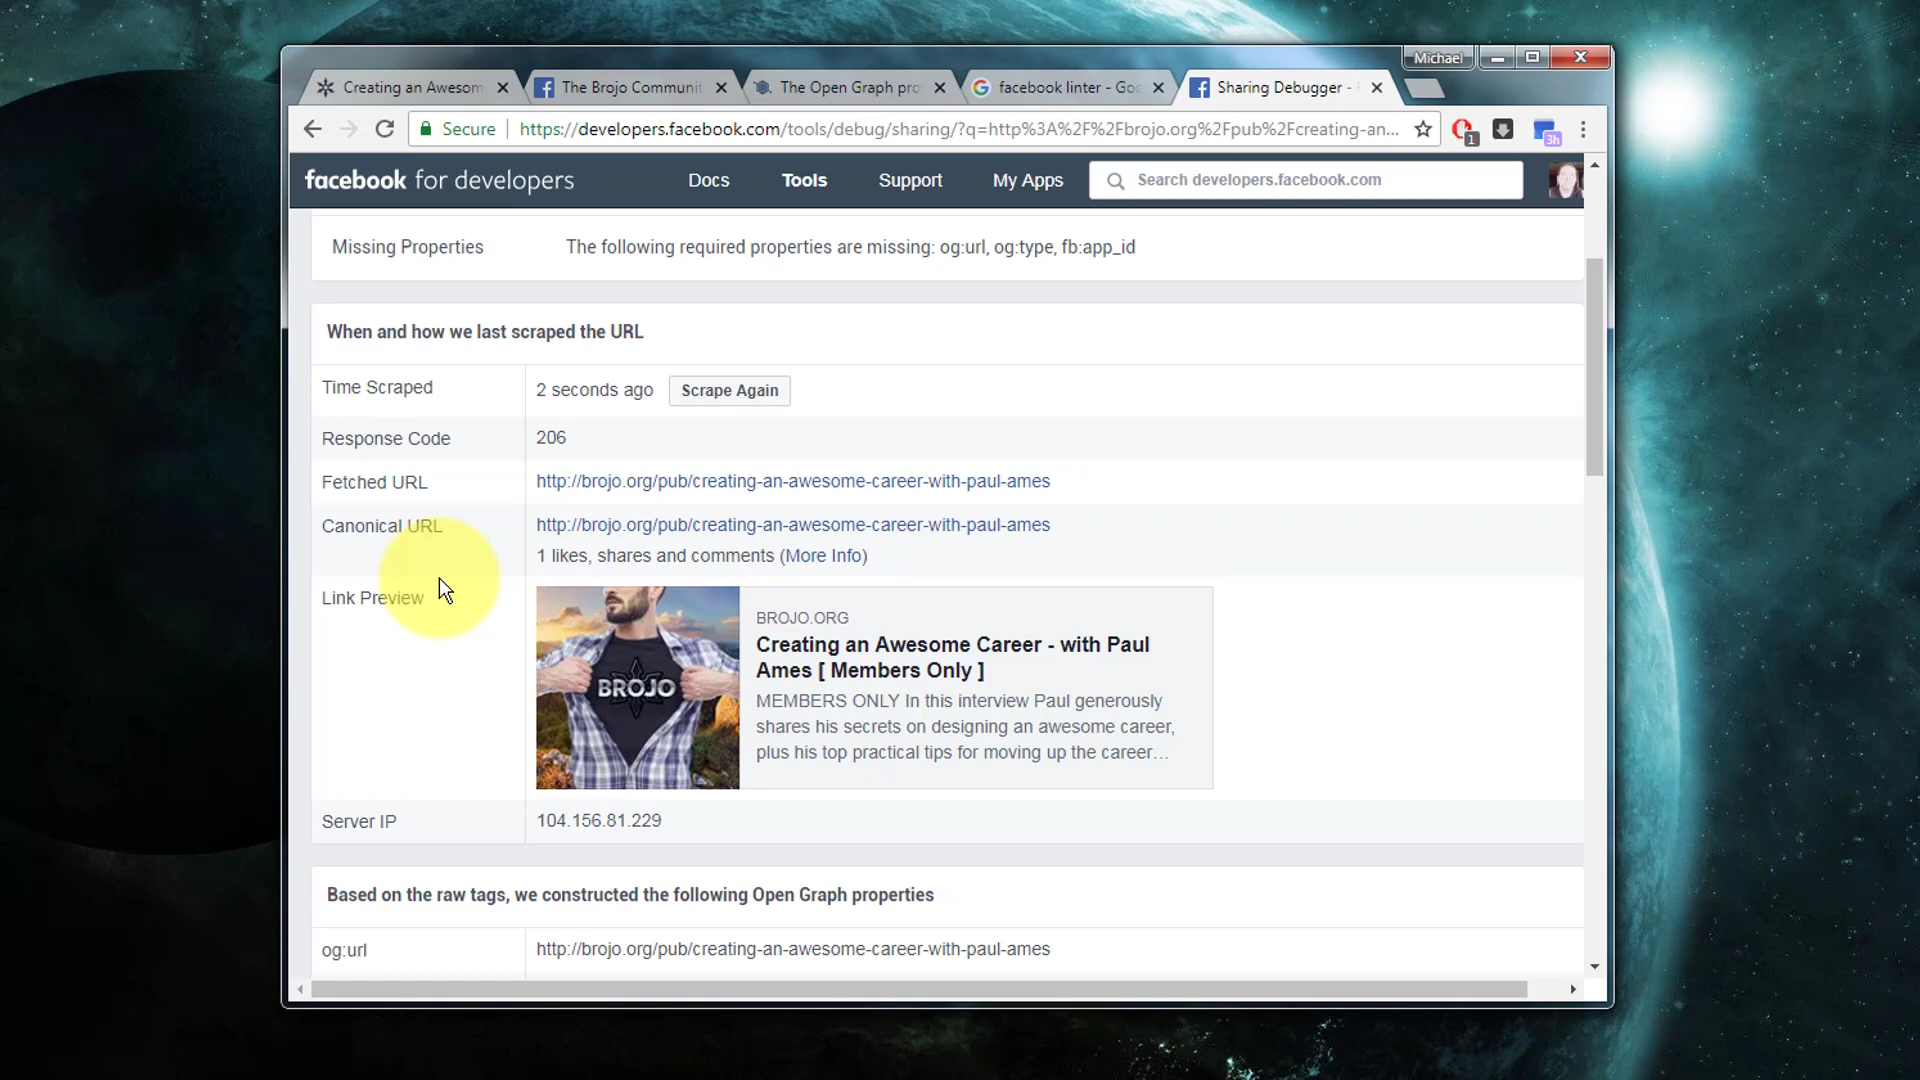 Michael
Creating an Awesom
The Brojo Communit
The Open Graph pro
facebook linter - Goo
Sharing Debugger -
Secure
https://developers.facebook.com/tools/debug/sharing/?q=http%3A%2F%2Fbrojo.org%2Fpub%2Fcreating-an...
1
3h
facebook for developers
Docs
Tools
Support
My Apps
Search developers.facebook.com
Missing Properties
The following required properties are missing: og:url, og:type, fb:app_id
When and how we last scraped the URL
Time Scraped
2 seconds ago
Scrape Again
Response Code
206
Fetched URL
http://brojo.org/pub/creating-an-awesome-career-with-paul-ames
Canonical URL
http://brojo.org/pub/creating-an-awesome-career-with-paul-ames
1 likes, shares and comments (More Info)
Link Preview
BROJO
BROJO.ORG
Creating an Awesome Career - with Paul
Ames [ Members Only ]
MEMBERS ONLY In this interview Paul generously
shares his secrets on designing an awesome career,
plus his top practical tips for moving up the career...
Server IP
104.156.81.229
Based on the raw tags, we constructed the following Open Graph properties
og:url
http://brojo.org/pub/creating-an-awesome-career-with-paul-ames